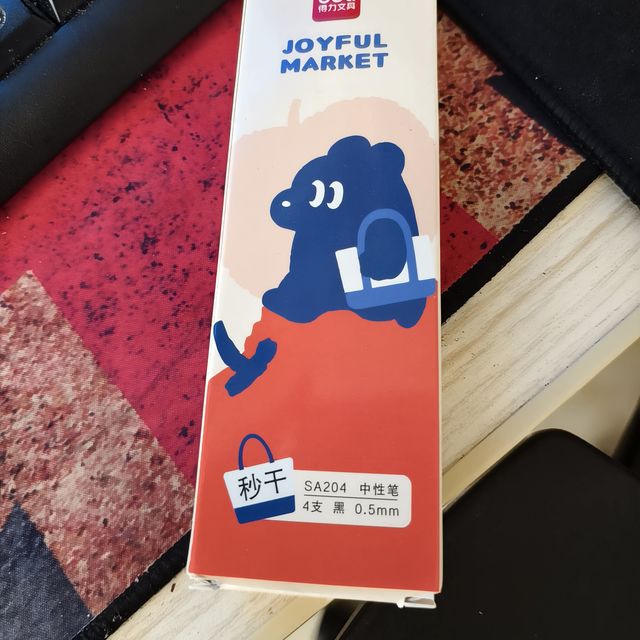 得力文具
JOYFUL
MARKET
秒干
SA204 中性笔
4支 黑 0.5mm